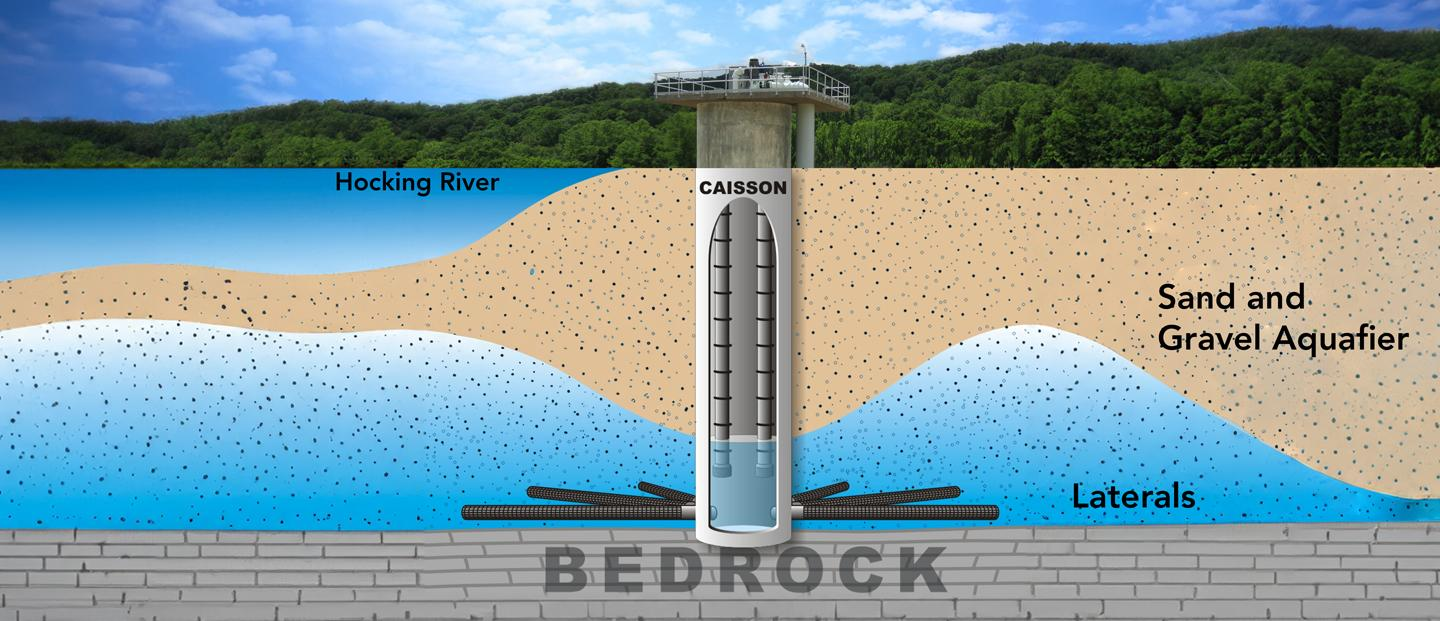 Hocking River
CAISSON
Sand and
Gravel Aquafier
Laterals
BEDROCK